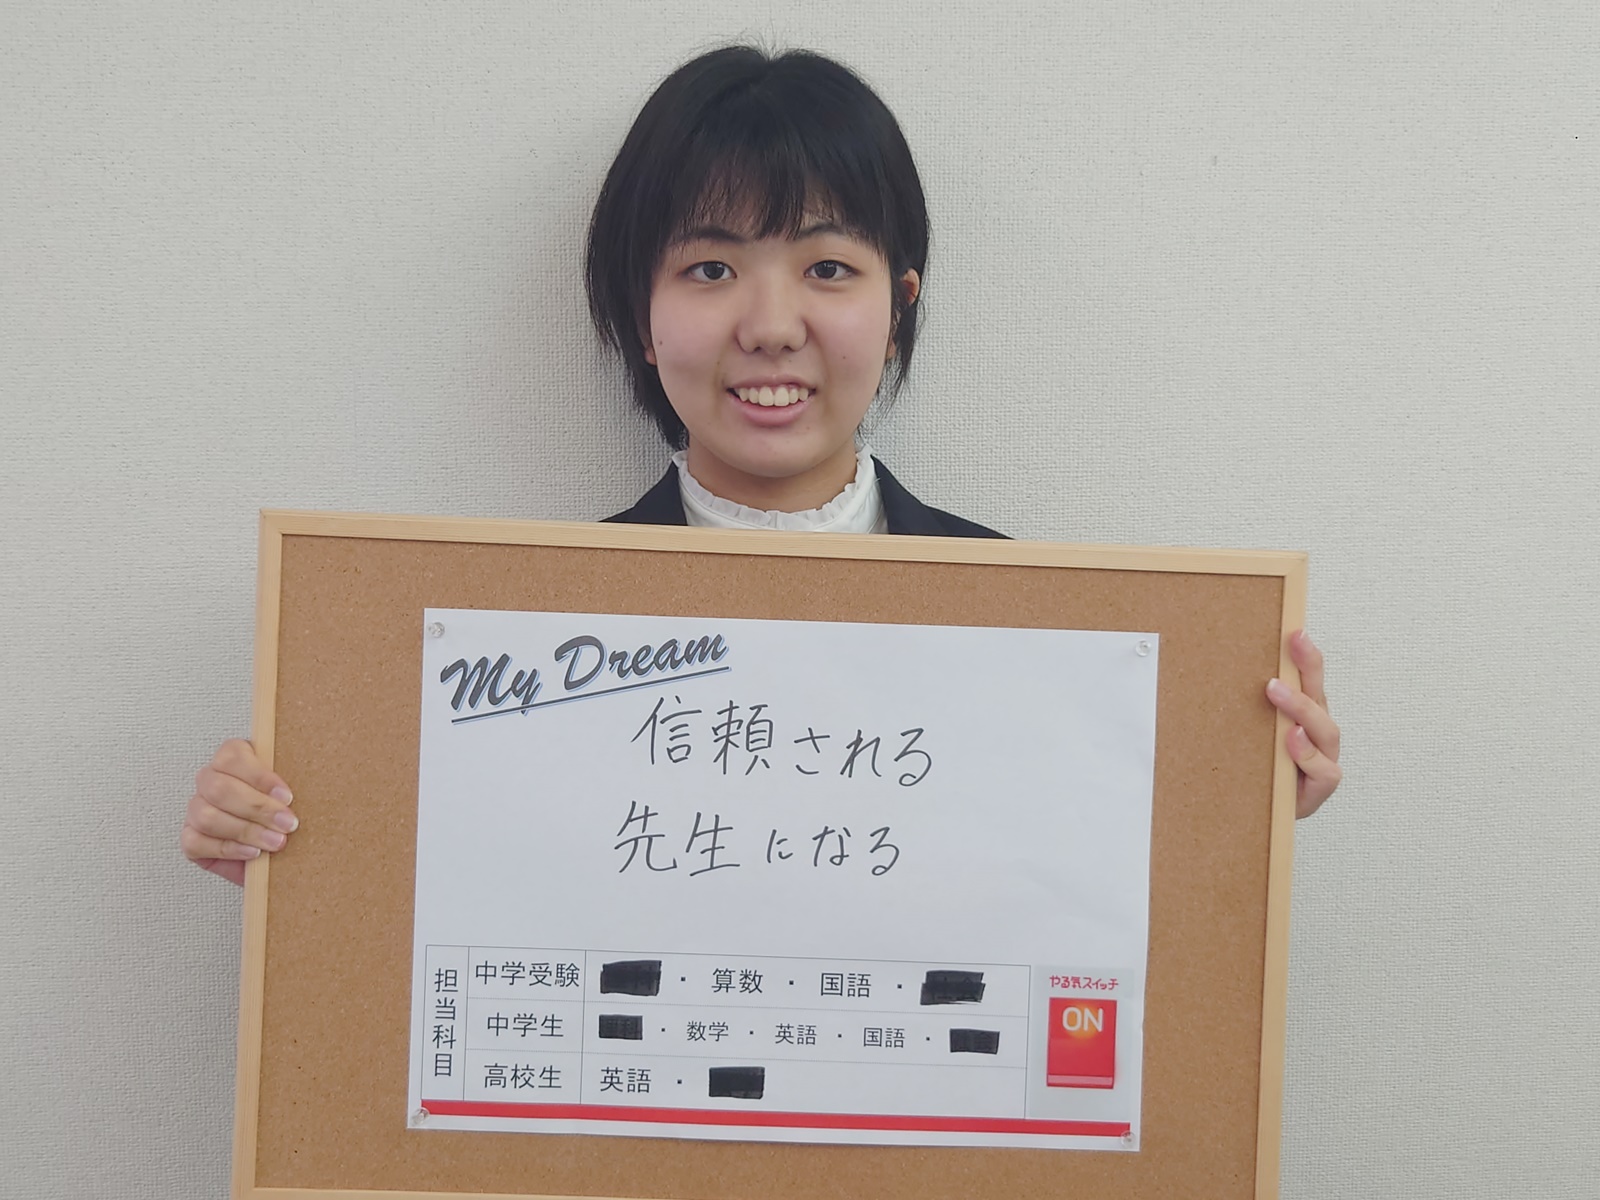 My Dream
信頼される
先生になる
担当科目
中学受験 ・ 算数 ・ 国語 ・
中学生 ・ 数学 ・ 英語 ・ 国語 ・
高校生 英語 ・
やる気スイッチ
ON